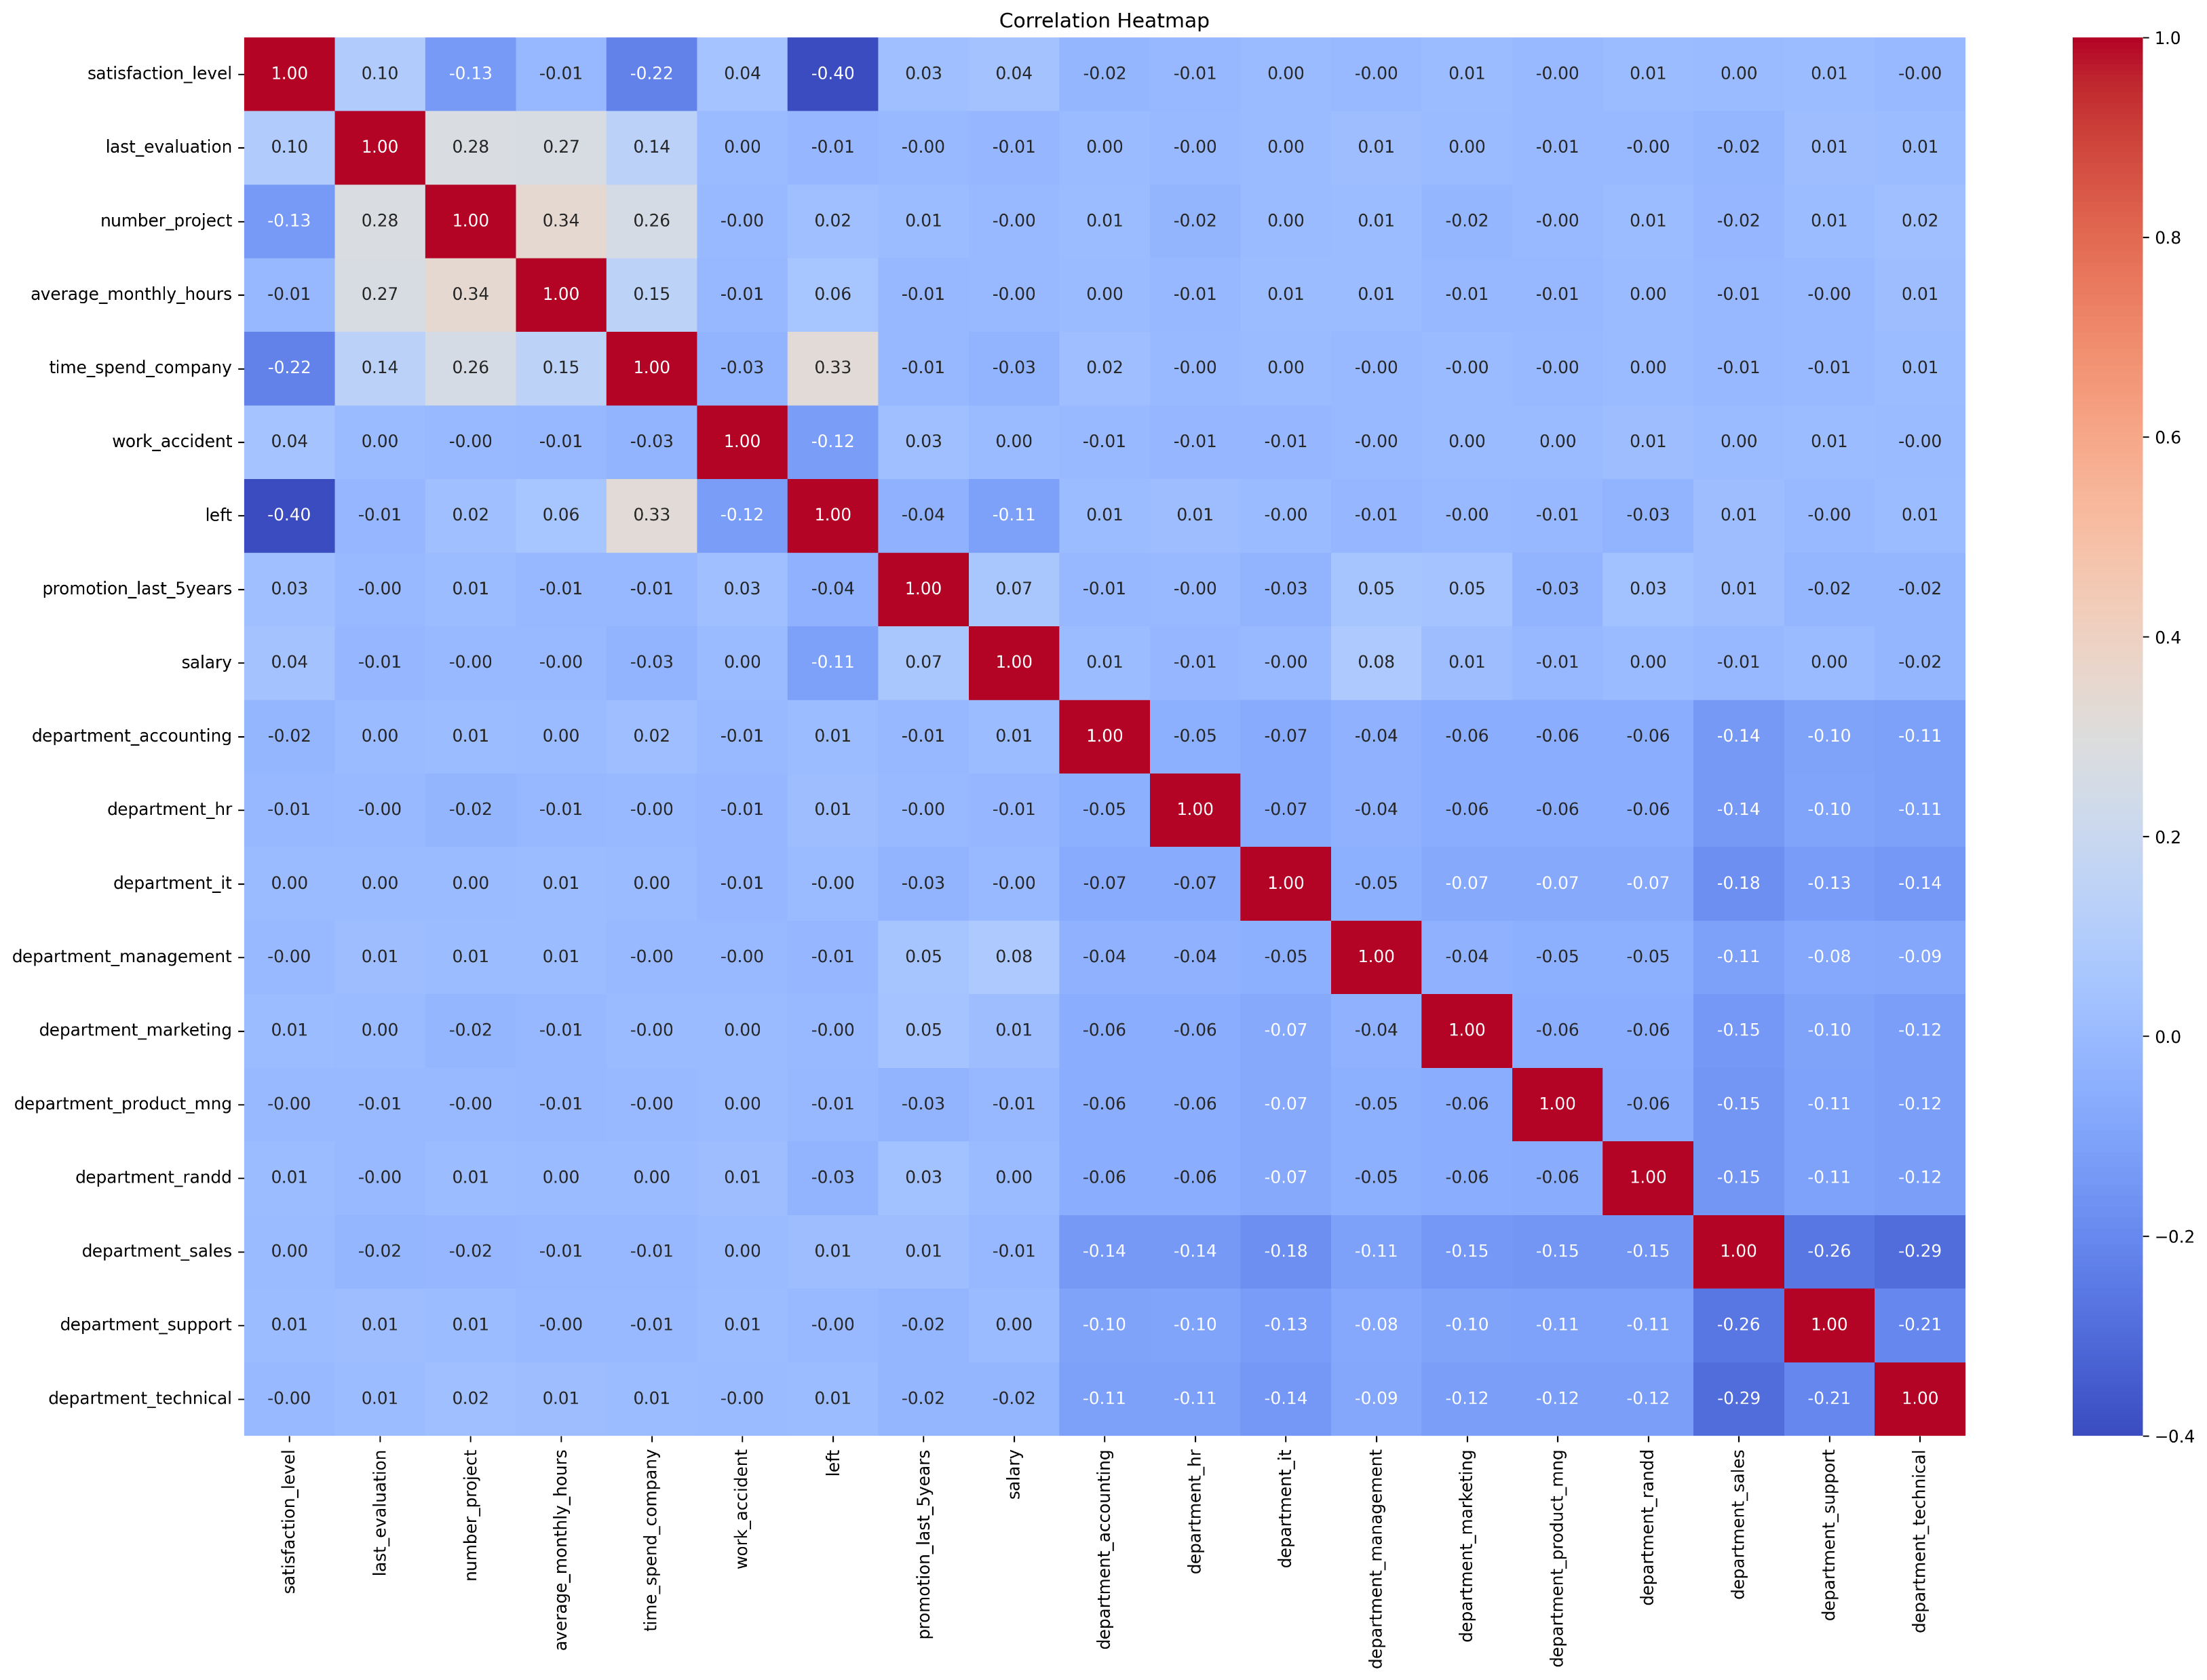 Correlation Heatmap
satisfaction_level 1.00 0.10 -0.13 -0.01 -0.22 0.04 -0.40 0.03 0.04 -0.02 -0.01 0.00 -0.00 0.01 -0.00 0.01 0.00 0.01 -0.00
last_evaluation 0.10 1.00 0.28 0.27 0.14 0.00 -0.01 -0.00 -0.01 0.00 -0.00 0.00 0.01 0.00 -0.01 -0.00 -0.02 0.01 0.01
number_project -0.13 0.28 1.00 0.34 0.26 -0.00 0.02 0.01 -0.00 0.01 -0.02 0.00 0.01 -0.02 -0.00 0.01 -0.02 0.01 0.02
average_monthly_hours -0.01 0.27 0.34 1.00 0.15 -0.01 0.06 -0.01 -0.00 0.00 -0.01 0.01 0.01 -0.01 -0.01 0.00 -0.01 -0.00 0.01
time_spend_company -0.22 0.14 0.26 0.15 1.00 -0.03 0.33 -0.01 -0.03 0.02 -0.00 0.00 -0.00 -0.00 -0.00 0.00 -0.01 -0.01 0.01
work_accident 0.04 0.00 -0.00 -0.01 -0.03 1.00 -0.12 0.03 0.00 -0.01 -0.01 -0.01 -0.00 0.00 0.00 0.01 0.00 0.01 -0.00
left -0.40 -0.01 0.02 0.06 0.33 -0.12 1.00 -0.04 -0.11 0.01 0.01 -0.00 -0.01 -0.00 -0.01 -0.03 0.01 -0.00 0.01
promotion_last_5years 0.03 -0.00 0.01 -0.01 -0.01 0.03 -0.04 1.00 0.07 -0.01 -0.00 -0.03 0.05 0.05 -0.03 0.03 0.01 -0.02 -0.02
salary 0.04 -0.01 -0.00 -0.00 -0.03 0.00 -0.11 0.07 1.00 0.01 -0.01 -0.00 0.08 0.01 -0.01 0.00 -0.01 0.00 -0.02
department_accounting -0.02 0.00 0.01 0.00 0.02 -0.01 0.01 -0.01 0.01 1.00 -0.05 -0.07 -0.04 -0.06 -0.06 -0.06 -0.14 -0.10 -0.11
department_hr -0.01 -0.00 -0.02 -0.01 -0.00 -0.01 0.01 -0.00 -0.01 -0.05 1.00 -0.07 -0.04 -0.06 -0.06 -0.06 -0.14 -0.10 -0.11
department_it 0.00 0.00 0.00 0.01 0.00 -0.01 -0.00 -0.03 -0.00 -0.07 -0.07 1.00 -0.05 -0.07 -0.07 -0.07 -0.18 -0.13 -0.14
department_management -0.00 0.01 0.01 0.01 -0.00 -0.00 -0.01 0.05 0.08 -0.04 -0.04 -0.05 1.00 -0.04 -0.05 -0.05 -0.11 -0.08 -0.09
department_marketing 0.01 0.00 -0.02 -0.01 -0.00 0.00 -0.00 0.05 0.01 -0.06 -0.06 -0.07 -0.04 1.00 -0.06 -0.06 -0.15 -0.10 -0.12
department_product_mng -0.00 -0.01 -0.00 -0.01 -0.00 0.00 -0.01 -0.03 -0.01 -0.06 -0.06 -0.07 -0.05 -0.06 1.00 -0.06 -0.15 -0.11 -0.12
department_randd 0.01 -0.00 0.01 0.00 0.00 0.01 -0.03 0.03 0.00 -0.06 -0.06 -0.07 -0.05 -0.06 -0.06 1.00 -0.15 -0.11 -0.12
department_sales 0.00 -0.02 -0.02 -0.01 -0.01 0.00 0.01 0.01 -0.01 -0.14 -0.14 -0.18 -0.11 -0.15 -0.15 -0.15 1.00 -0.26 -0.29
department_support 0.01 0.01 0.01 -0.00 -0.01 0.01 -0.00 -0.02 0.00 -0.10 -0.10 -0.13 -0.08 -0.10 -0.11 -0.11 -0.26 1.00 -0.21
department_technical -0.00 0.01 0.02 0.01 0.01 -0.00 0.01 -0.02 -0.02 -0.11 -0.11 -0.14 -0.09 -0.12 -0.12 -0.12 -0.29 -0.21 1.00
satisfaction_level
last_evaluation
number_project
average_monthly_hours
time_spend_company
work_accident
left
promotion_last_5years
salary
department_accounting
department_hr
department_it
department_management
department_marketing
department_product_mng
department_randd
department_sales
department_support
department_technical
1.0
0.8
0.6
0.4
0.2
0.0
−0.2
−0.4